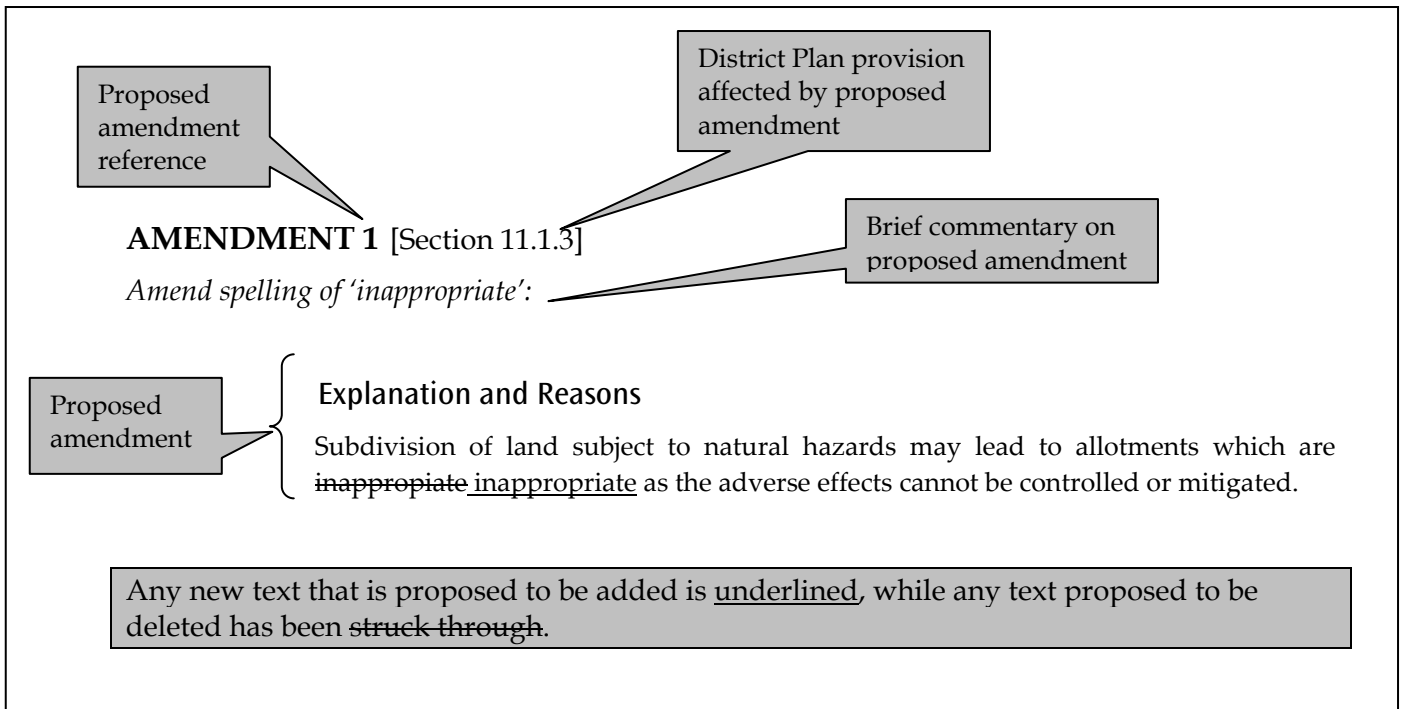 Proposed
amendment
reference
District Plan provision
affected by proposed
amendment
AMENDMENT 1 [Section 11.1.3]
Brief commentary on
proposed amendment
Amend spelling of ‘inappropriate’:
Proposed
amendment
Explanation and Reasons
Subdivision of land subject to natural hazards may lead to allotments which are
inappropiate inappropriate as the adverse effects cannot be controlled or mitigated.
Any new text that is proposed to be added is underlined, while any text proposed to be
deleted has been struck through.